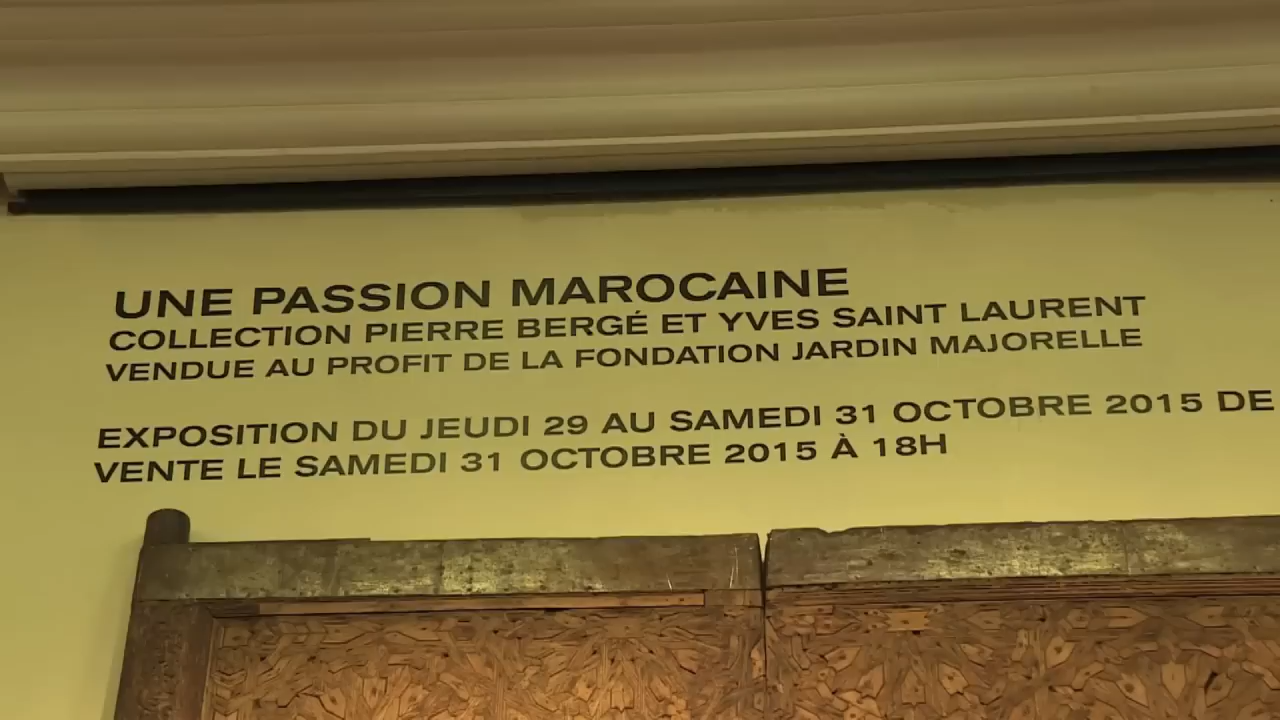 UNE PASSION MAROCAINE
COLLECTION PIERRE BERGÉ ET YVES SAINT LAURENT
VENDUE AU PROFIT DE LA FONDATION JARDIN MAJORELLE
EXPOSITION DU JEUDI 29 AU SAMEDI 31 OCTOBRE 2015 DE
VENTE LE SAMEDI 31 OCTOBRE 2015 À 18H